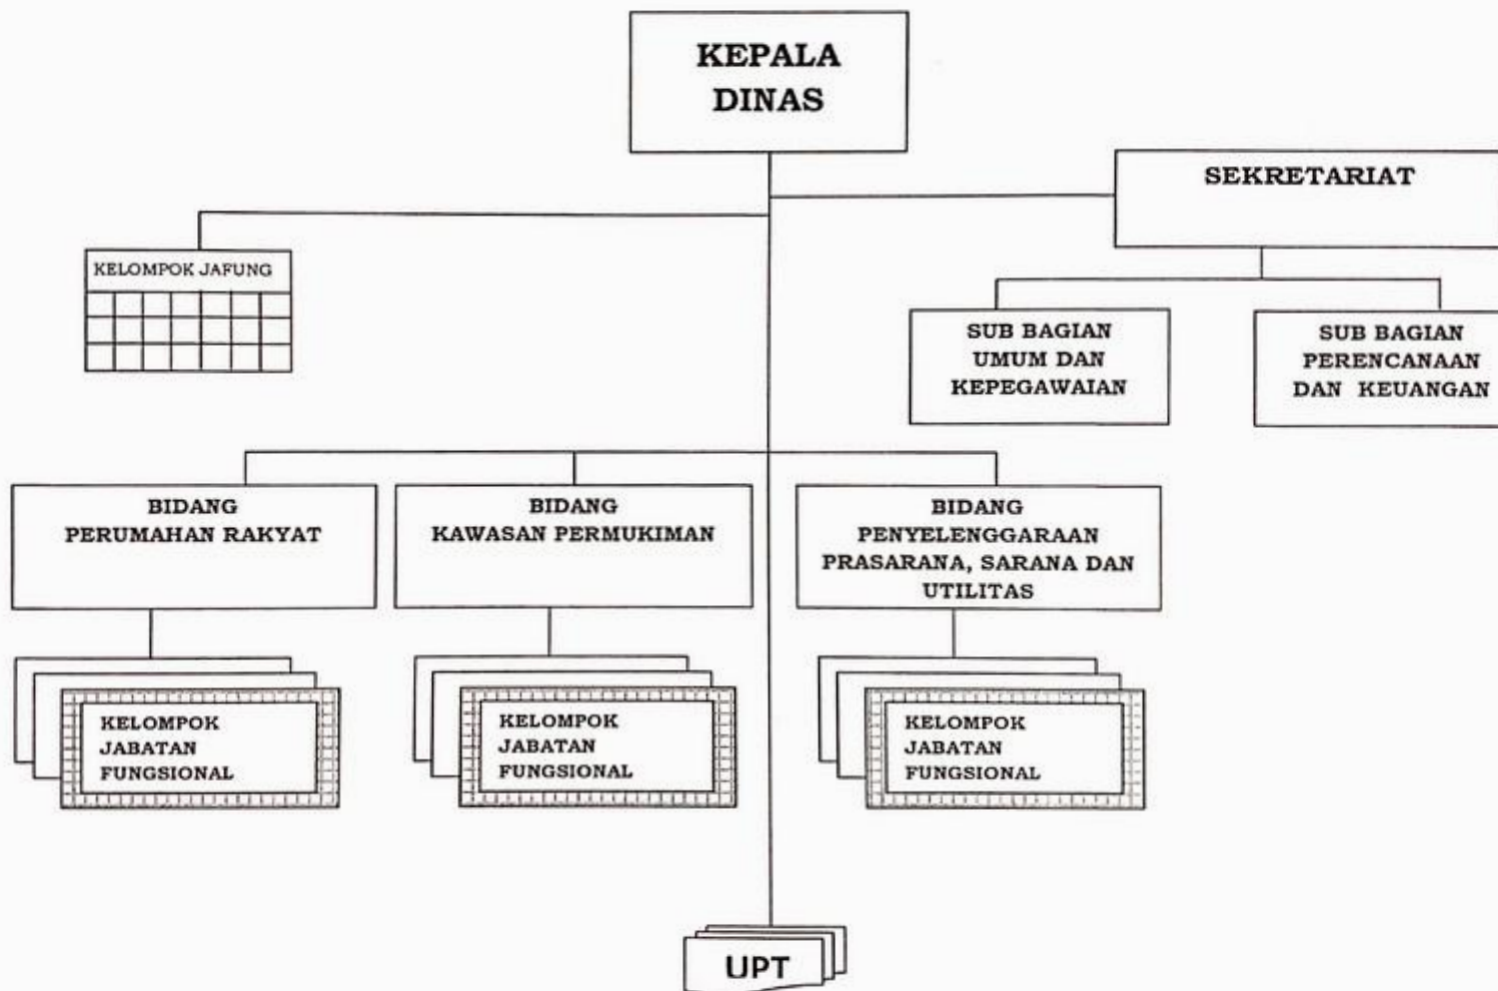 KEPALA
DINAS
SEKRETARIAT
KELOMPOK JAFUNG
SUB BAGIAN
UMUM DAN
KEPEGAWAIAN
SUB BAGIAN
PERENCANAAN
DAN KEUANGAN
BIDANG
PERUMAHAN RAKYAT
BIDANG
KAWASAN PERMUKIMAN
BIDANG
PENYELENGGARAAN
PRASARANA, SARANA DAN
UTILITAS
KELOMPOK
JABATAN
FUNGSIONAL
KELOMPOK
JABATAN
FUNGSIONAL
KELOMPOK
JABATAN
FUNGSIONAL
UPT